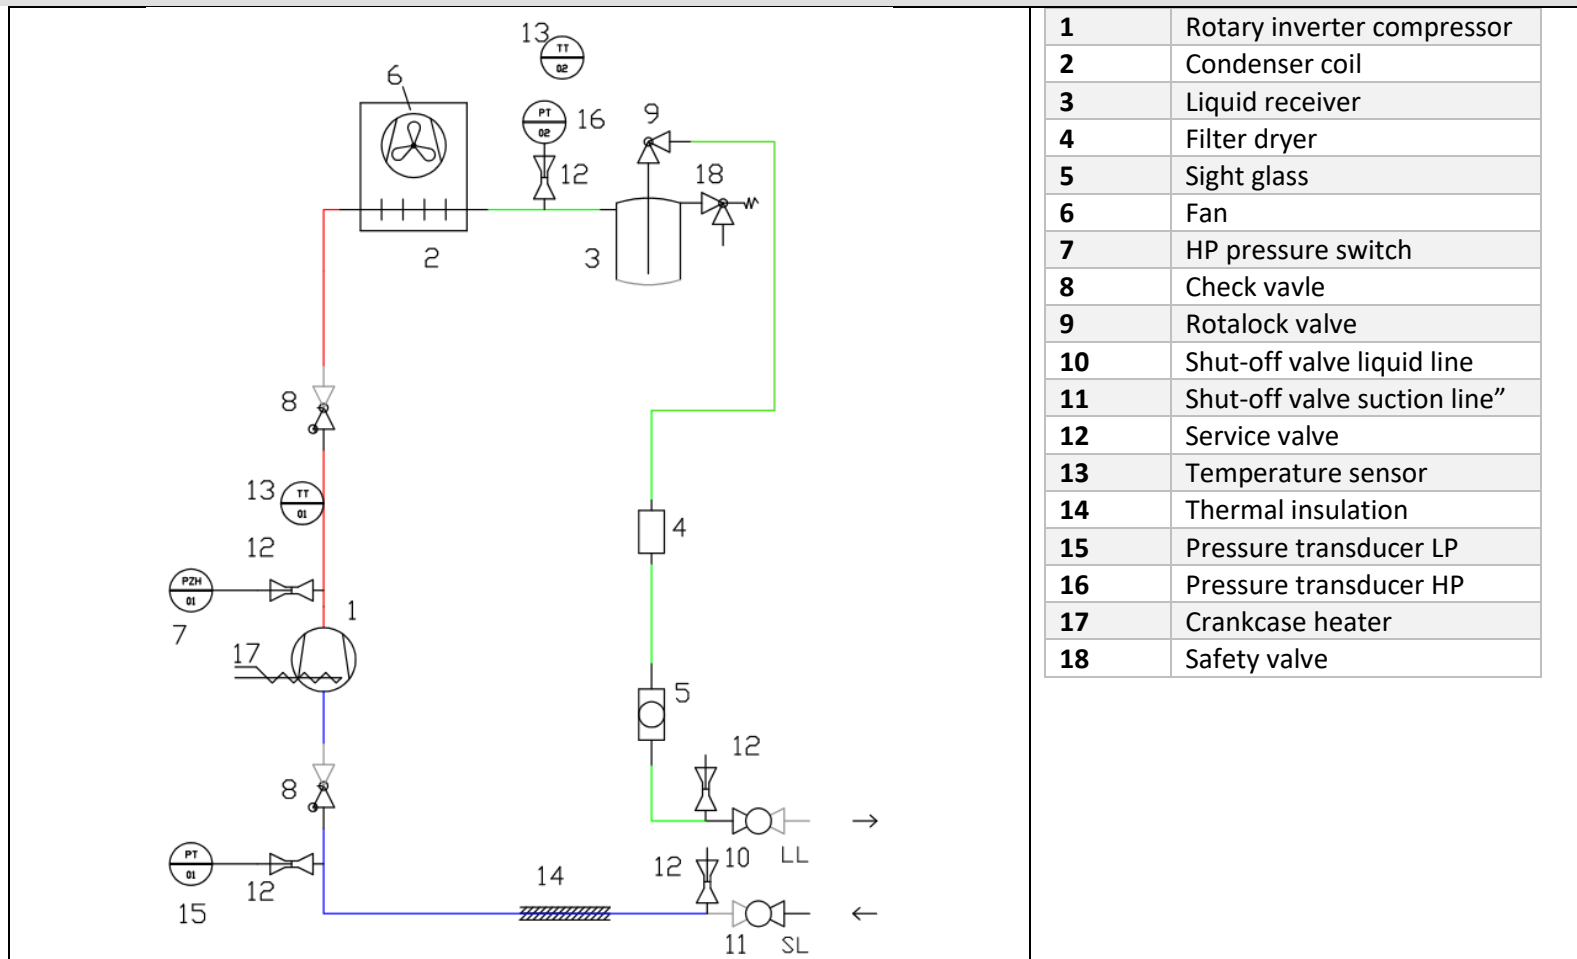 13
TT
02
6
PT
02
16
9
12
18
2
3
8
13
TT
01
12
4
PZH
01
7
1
17
5
12
8
PT
01
12
15
14
12
10 LL
11 SL
1 Rotary inverter compressor
2 Condenser coil
3 Liquid receiver
4 Filter dryer
5 Sight glass
6 Fan
7 HP pressure switch
8 Check vavle
9 Rotalock valve
10 Shut-off valve liquid line
11 Shut-off valve suction line”
12 Service valve
13 Temperature sensor
14 Thermal insulation
15 Pressure transducer LP
16 Pressure transducer HP
17 Crankcase heater
18 Safety valve